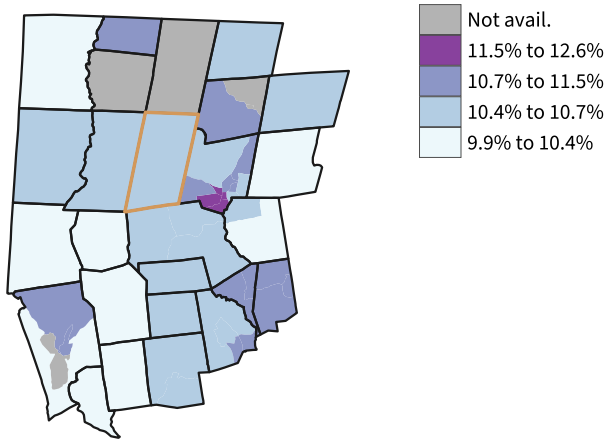 Not avail.
11.5% to 12.6%
10.7% to 11.5%
10.4% to 10.7%
9.9% to 10.4%